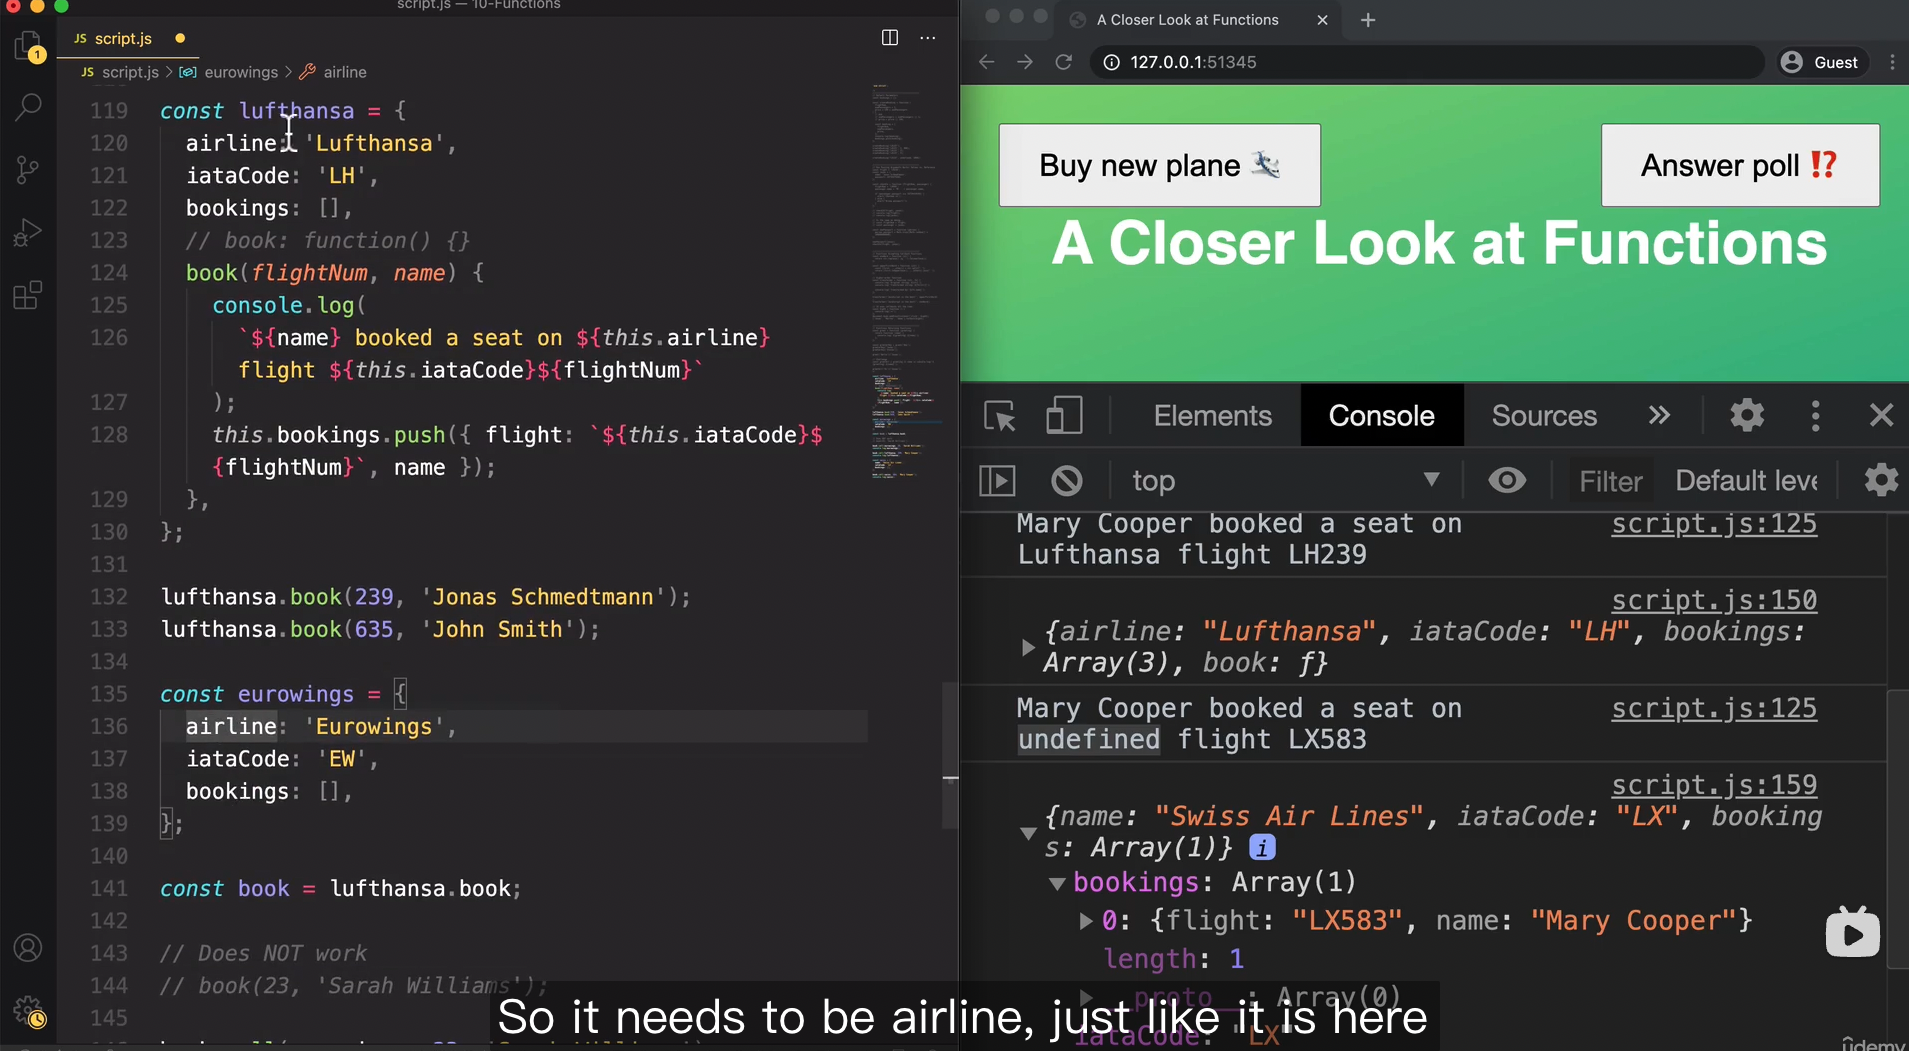 script.js — 10-Functions
JS script.js
1
JS script.js > eurowings > airline
119 const lufthansa = {
120 airline: 'Lufthansa',
121 iataCode: 'LH',
122 bookings: [],
123 // book: function() {}
124 book(flightNum, name) {
125 console.log(
126 `${name} booked a seat on ${this.airline}
flight ${this.iataCode}${flightNum}`
127 );
128 this.bookings.push({ flight: `${this.iataCode}$
{flightNum}`, name });
129 },
130 };
131
132 lufthansa.book(239, 'Jonas Schmedtmann');
133 lufthansa.book(635, 'John Smith');
134
135 const eurowings = {
136 airline: 'Eurowings',
137 iataCode: 'EW',
138 bookings: [],
139 };
140
141 const book = lufthansa.book;
142
143 // Does NOT work
144 // book(23, 'Sarah Williams');
145
A Closer Look at Functions
127.0.0.1:51345
Guest
Buy new plane
Answer poll ⁉️
A Closer Look at Functions
Elements Console Sources
top Filter Default leve
Mary Cooper booked a seat on script.js:125
Lufthansa flight LH239
script.js:150
{airline: "Lufthansa", iataCode: "LH", bookings:
Array(3), book: ƒ}
Mary Cooper booked a seat on script.js:125
undefined flight LX583
script.js:159
{name: "Swiss Air Lines", iataCode: "LX", booking
s: Array(1)} i
bookings: Array(1)
0: {flight: "LX583", name: "Mary Cooper"}
length: 1
__proto__: Array(0)
iataCode: "LX"
So it needs to be airline, just like it is here
udemy